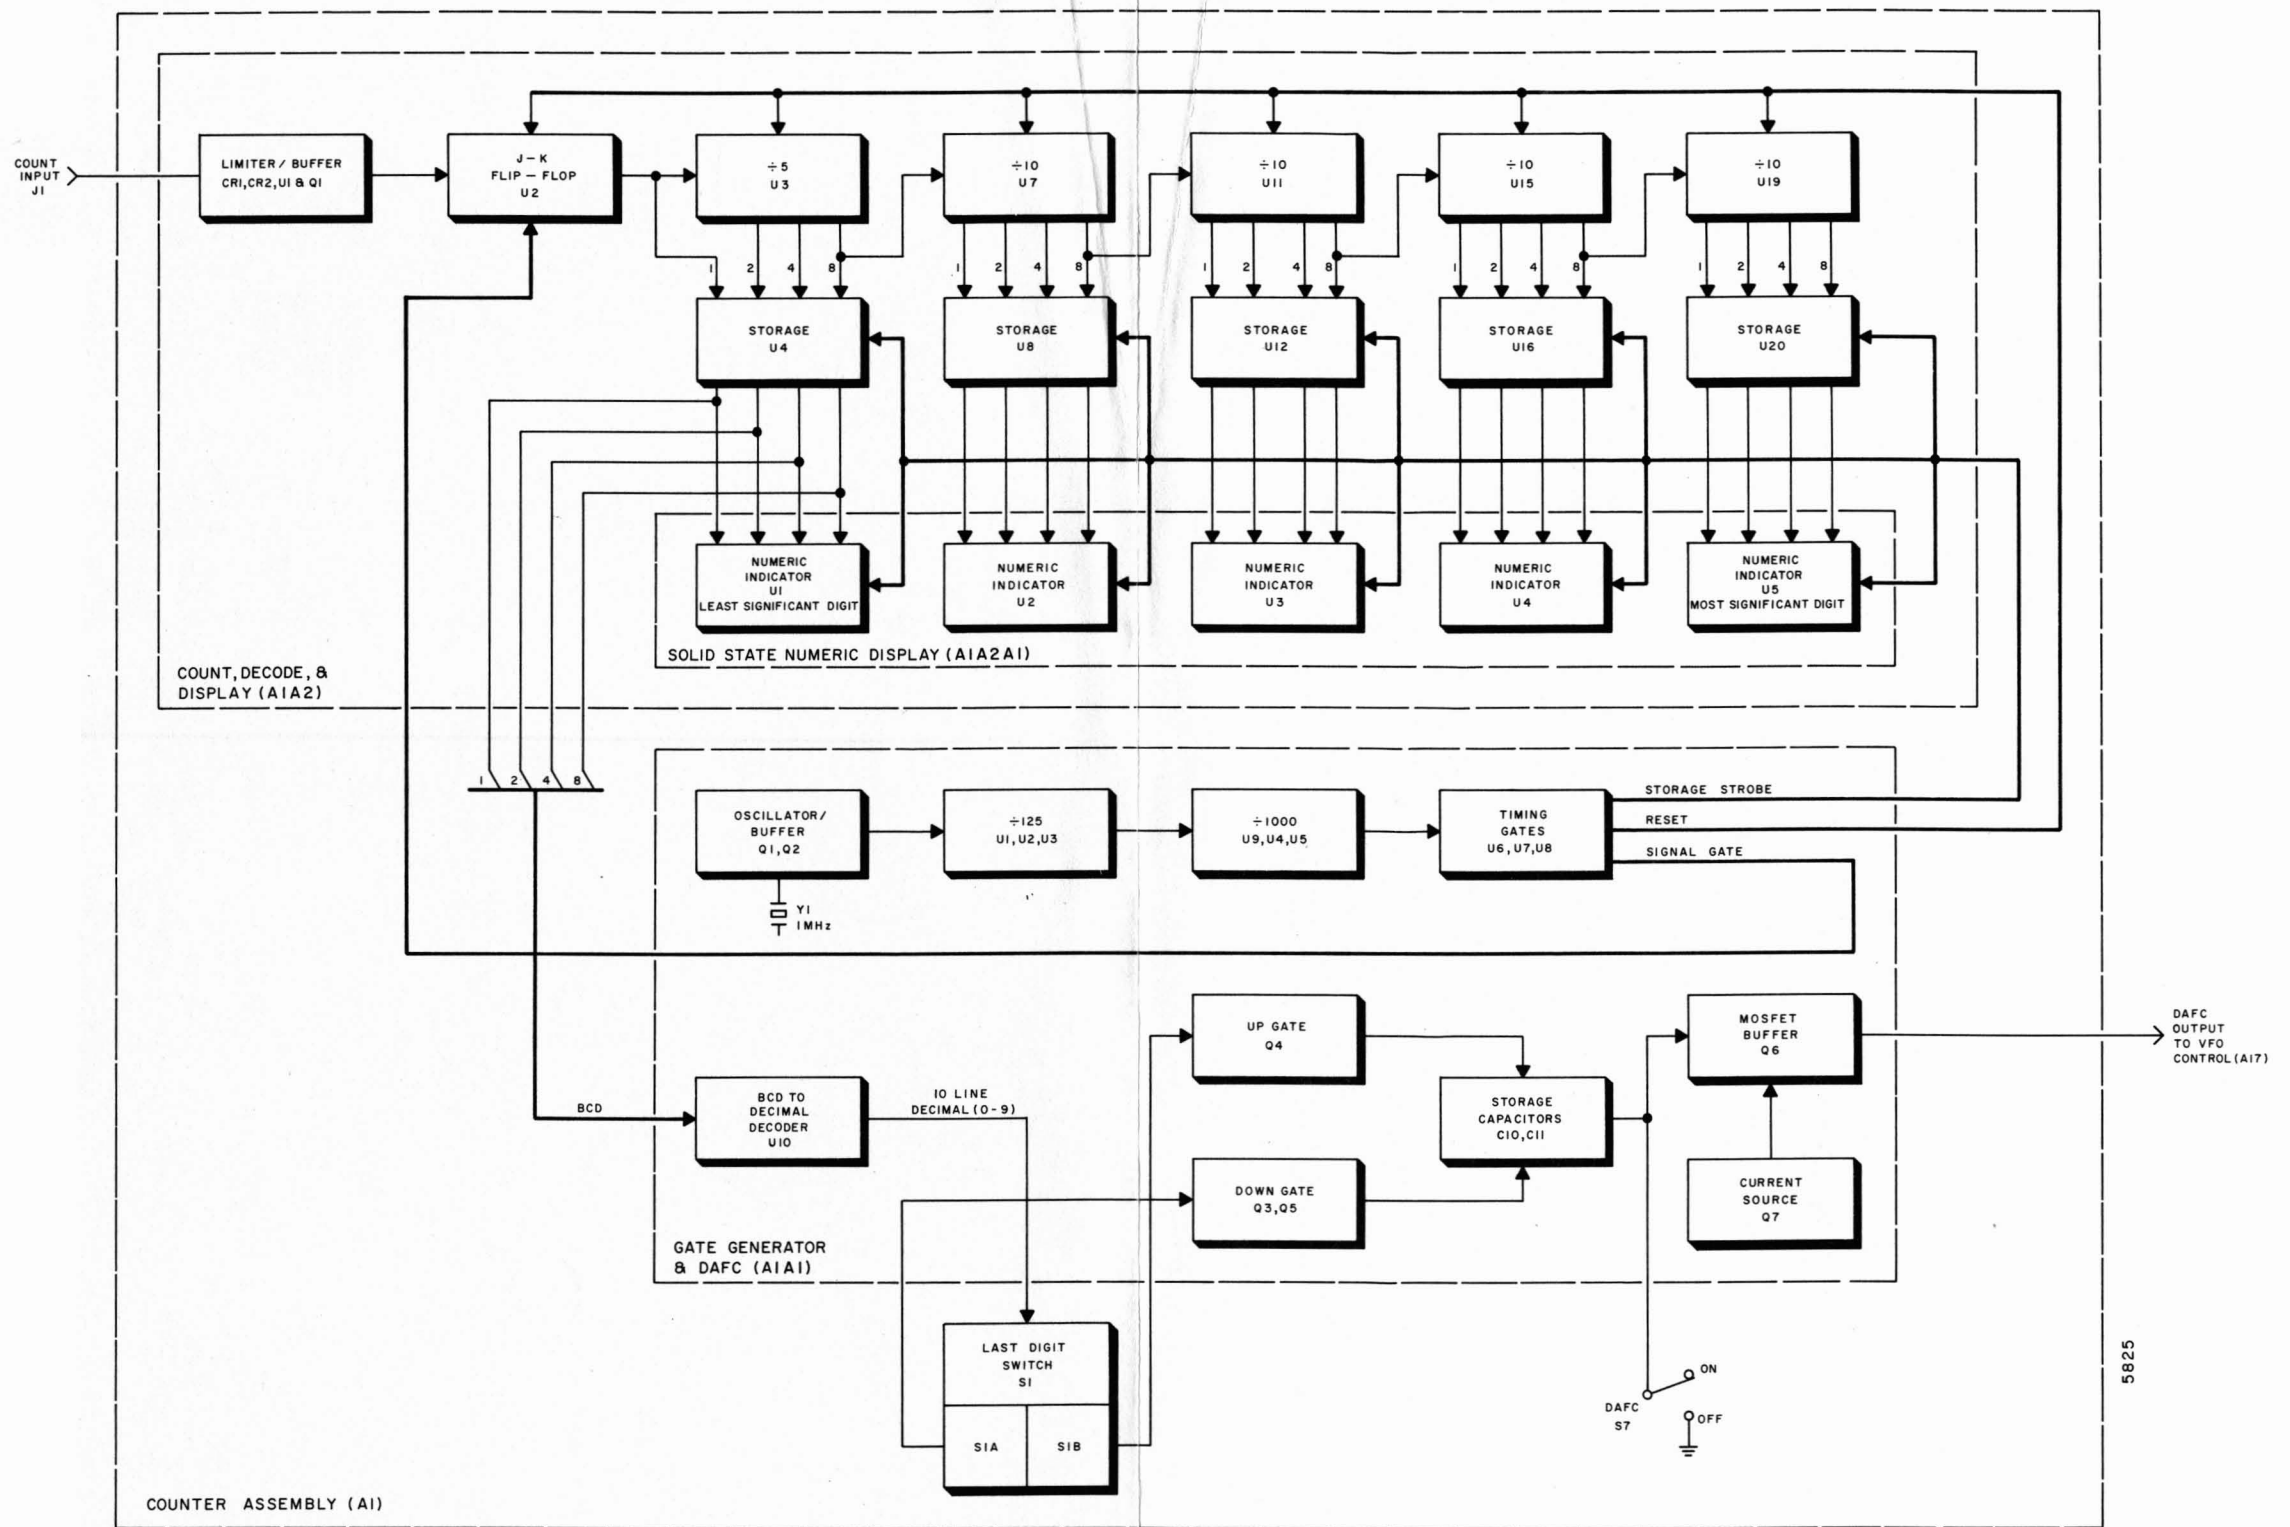 COUNT
INPUT
J1
LIMITER / BUFFER
CR1,CR2,U1 & Q1
J-K
FLIP-FLOP
U2
÷5
U3
÷10
U7
÷10
U11
÷10
U15
÷10
U19
1 2 4 8
1 2 4 8
1 2 4 8
1 2 4 8
1 2 4 8
STORAGE
U4
STORAGE
U8
STORAGE
U12
STORAGE
U16
STORAGE
U20
NUMERIC
INDICATOR
U1
LEAST SIGNIFICANT DIGIT
NUMERIC
INDICATOR
U2
NUMERIC
INDICATOR
U3
NUMERIC
INDICATOR
U4
NUMERIC
INDICATOR
U5
MOST SIGNIFICANT DIGIT
SOLID STATE NUMERIC DISPLAY (A1A2A1)
COUNT, DECODE, &
DISPLAY (A1A2)
1 2 4 8
OSCILLATOR/
BUFFER
Q1,Q2
Y1
1MHz
÷125
U1,U2,U3
÷1000
U9,U4,U5
TIMING
GATES
U6,U7,U8
STORAGE STROBE
RESET
SIGNAL GATE
BCD
BCD TO
DECIMAL
DECODER
U10
10 LINE
DECIMAL (0-9)
UP GATE
Q4
DOWN GATE
Q3,Q5
STORAGE
CAPACITORS
C10,C11
MOSFET
BUFFER
Q6
CURRENT
SOURCE
Q7
DAFC
OUTPUT
TO VFO
CONTROL (A17)
GATE GENERATOR
& DAFC (A1A1)
LAST DIGIT
SWITCH
S1
S1A
S1B
ON
DAFC
S7
OFF
5825
COUNTER ASSEMBLY (A1)